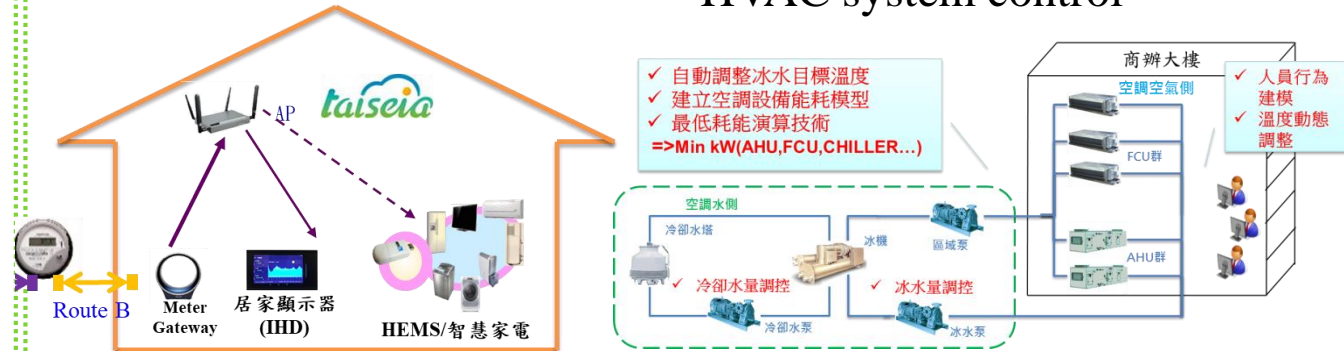 HVAC system control
taiseia
AP
Route B
Meter
Gateway
居家顯示器
(IHD)
HEMS/智慧家電
✓ 自動調整冰水目標溫度
✓ 建立空調設備能耗模型
✓ 最低耗能演算技術
=>Min kW(AHU,FCU,CHILLER…)
商辦大樓
空調空氣側
FCU群
AHU群
✓ 人員行為
建模
✓ 溫度動態
調整
空調水側
冷卻水塔
冰機
區域泵
✓ 冷卻水量調控
✓ 冰水量調控
冷卻水泵
冰水泵